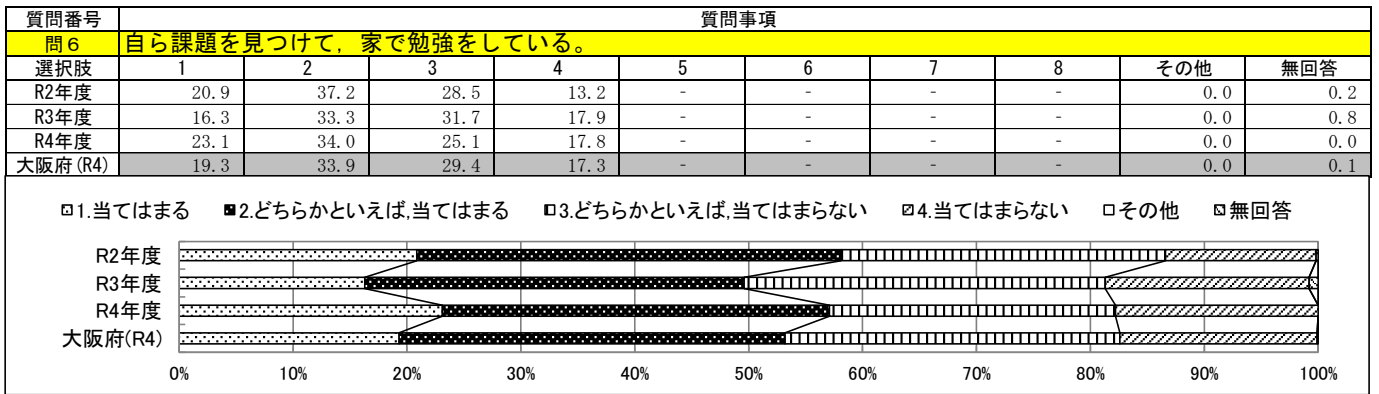 質問番号 質問事項
問６ 自ら課題を見つけて，家で勉強をしている。
選択肢 1 2 3 4 5 6 7 8 その他 無回答
R2年度 20.9 37.2 28.5 13.2 - - - - 0.0 0.2
R3年度 16.3 33.3 31.7 17.9 - - - - 0.0 0.8
R4年度 23.1 34.0 25.1 17.8 - - - - 0.0 0.0
大阪府(R4) 19.3 33.9 29.4 17.3 - - - - 0.0 0.1
1.当てはまる 2.どちらかといえば,当てはまる 3.どちらかといえば,当てはまらない 4.当てはまらない その他 無回答
R2年度
R3年度
R4年度
大阪府(R4)
0% 10% 20% 30% 40% 50% 60% 70% 80% 90% 100%